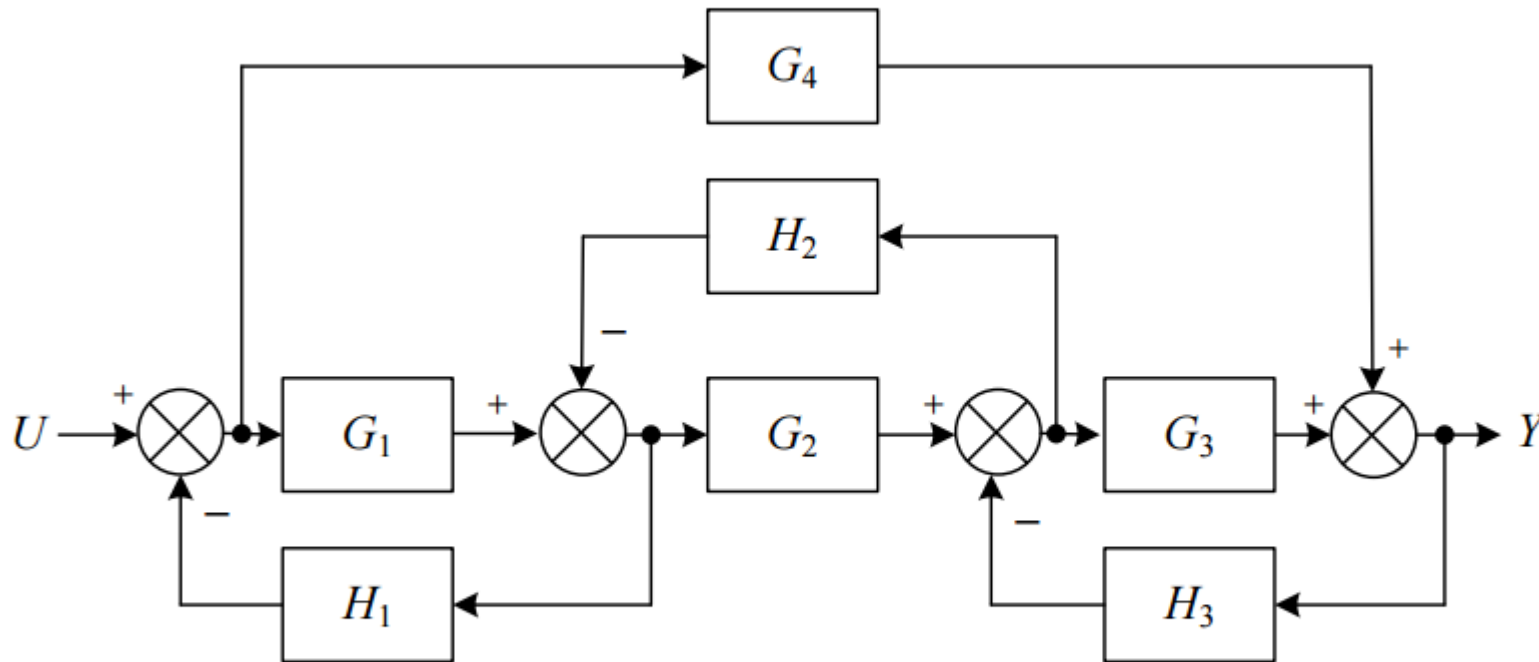 G4
H2
−
+
+ + + +
U G1 G2 G3 Y
− −
H1 H3